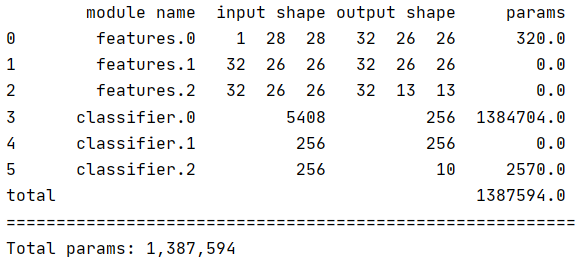 module name  input shape output shape     params
0        features.0    1  28  28   32  26  26      320.0
1        features.1   32  26  26   32  26  26        0.0
2        features.2   32  26  26   32  13  13        0.0
3      classifier.0         5408          256  1384704.0
4      classifier.1          256          256        0.0
5      classifier.2          256           10     2570.0
total                                          1387594.0
=========================================================
Total params: 1,387,594